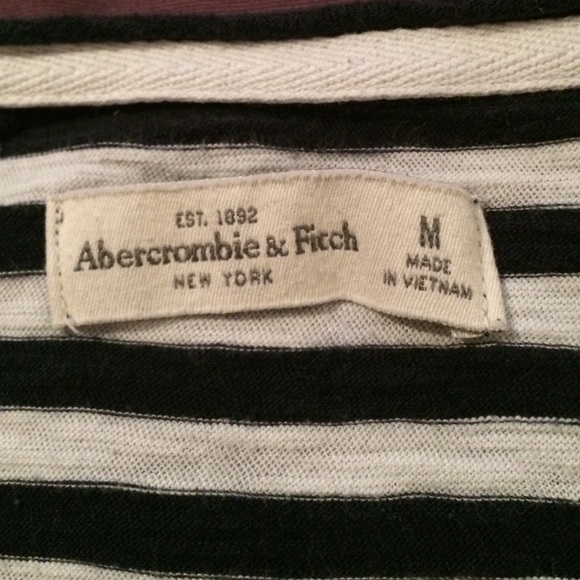 EST. 1892
Abercrombie & Fitch
NEW YORK
M
MADE
IN VIETNAM